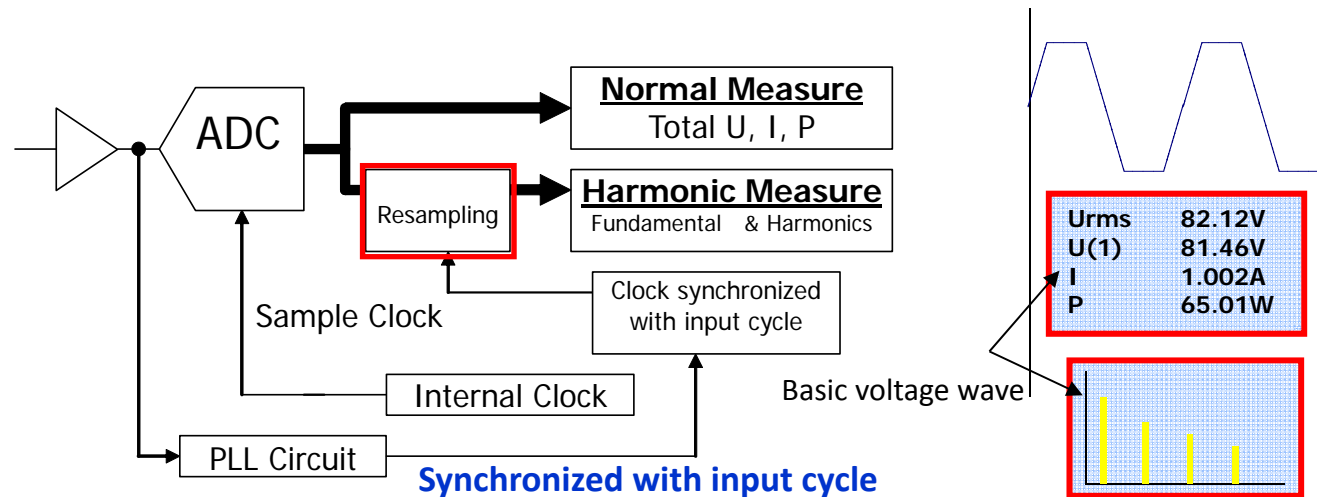 ADC
Normal Measure
Total U, I, P
Resampling
Harmonic Measure
Fundamental & Harmonics
Clock synchronized
with input cycle
Sample Clock
Internal Clock
PLL Circuit
Synchronized with input cycle
Urms 82.12V
U(1) 81.46V
I 1.002A
P 65.01W
Basic voltage wave